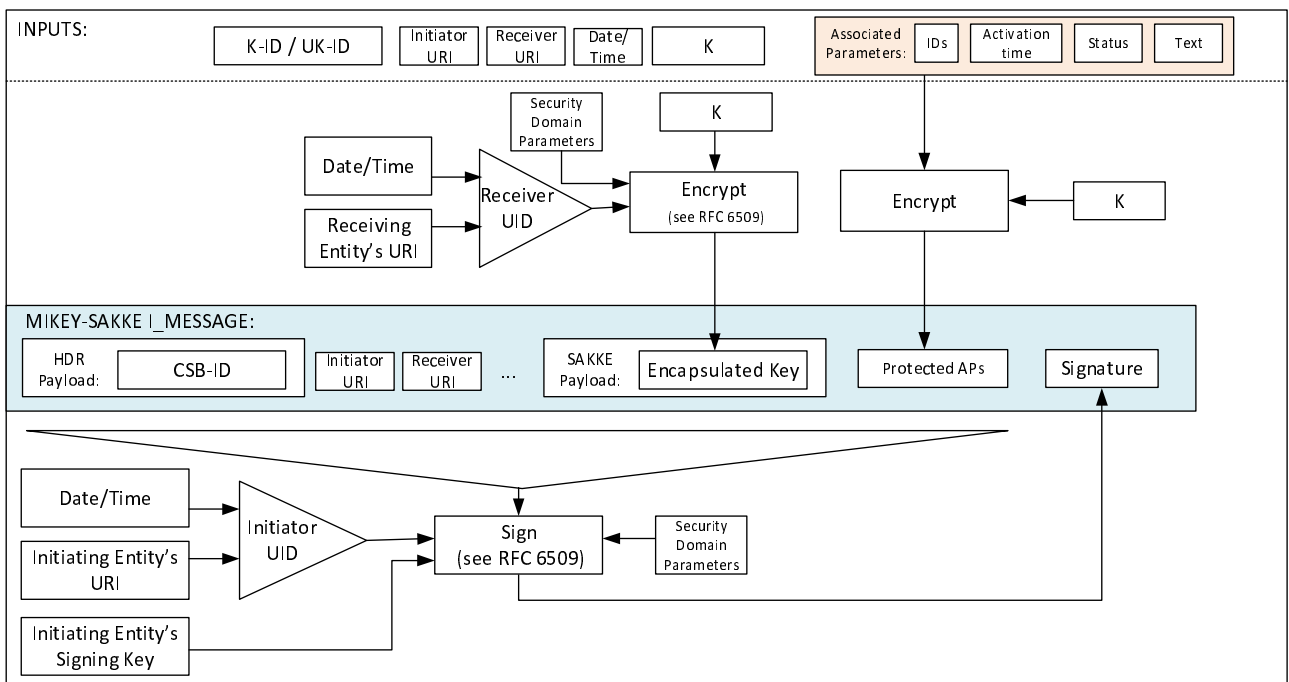 INPUTS:
K-ID / UK-ID
Initiator
URI
Receiver
URI
Date/
Time
K
Associated
Parameters:
IDs
Activation
time
Status
Text
Security
Domain
Parameters
K
Date/Time
Receiving
Entity's URI
Receiver
UID
Encrypt
(see RFC 6509)
Encrypt
K
MIKEY-SAKKE I_MESSAGE:
HDR
Payload:
CSB-ID
Initiator
URI
Receiver
URI
...
SAKKE
Payload:
Encapsulated Key
Protected APs
Signature
Date/Time
Initiating Entity's
URI
Initiator
UID
Sign
(see RFC 6509)
Security
Domain
Parameters
Initiating Entity's
Signing Key